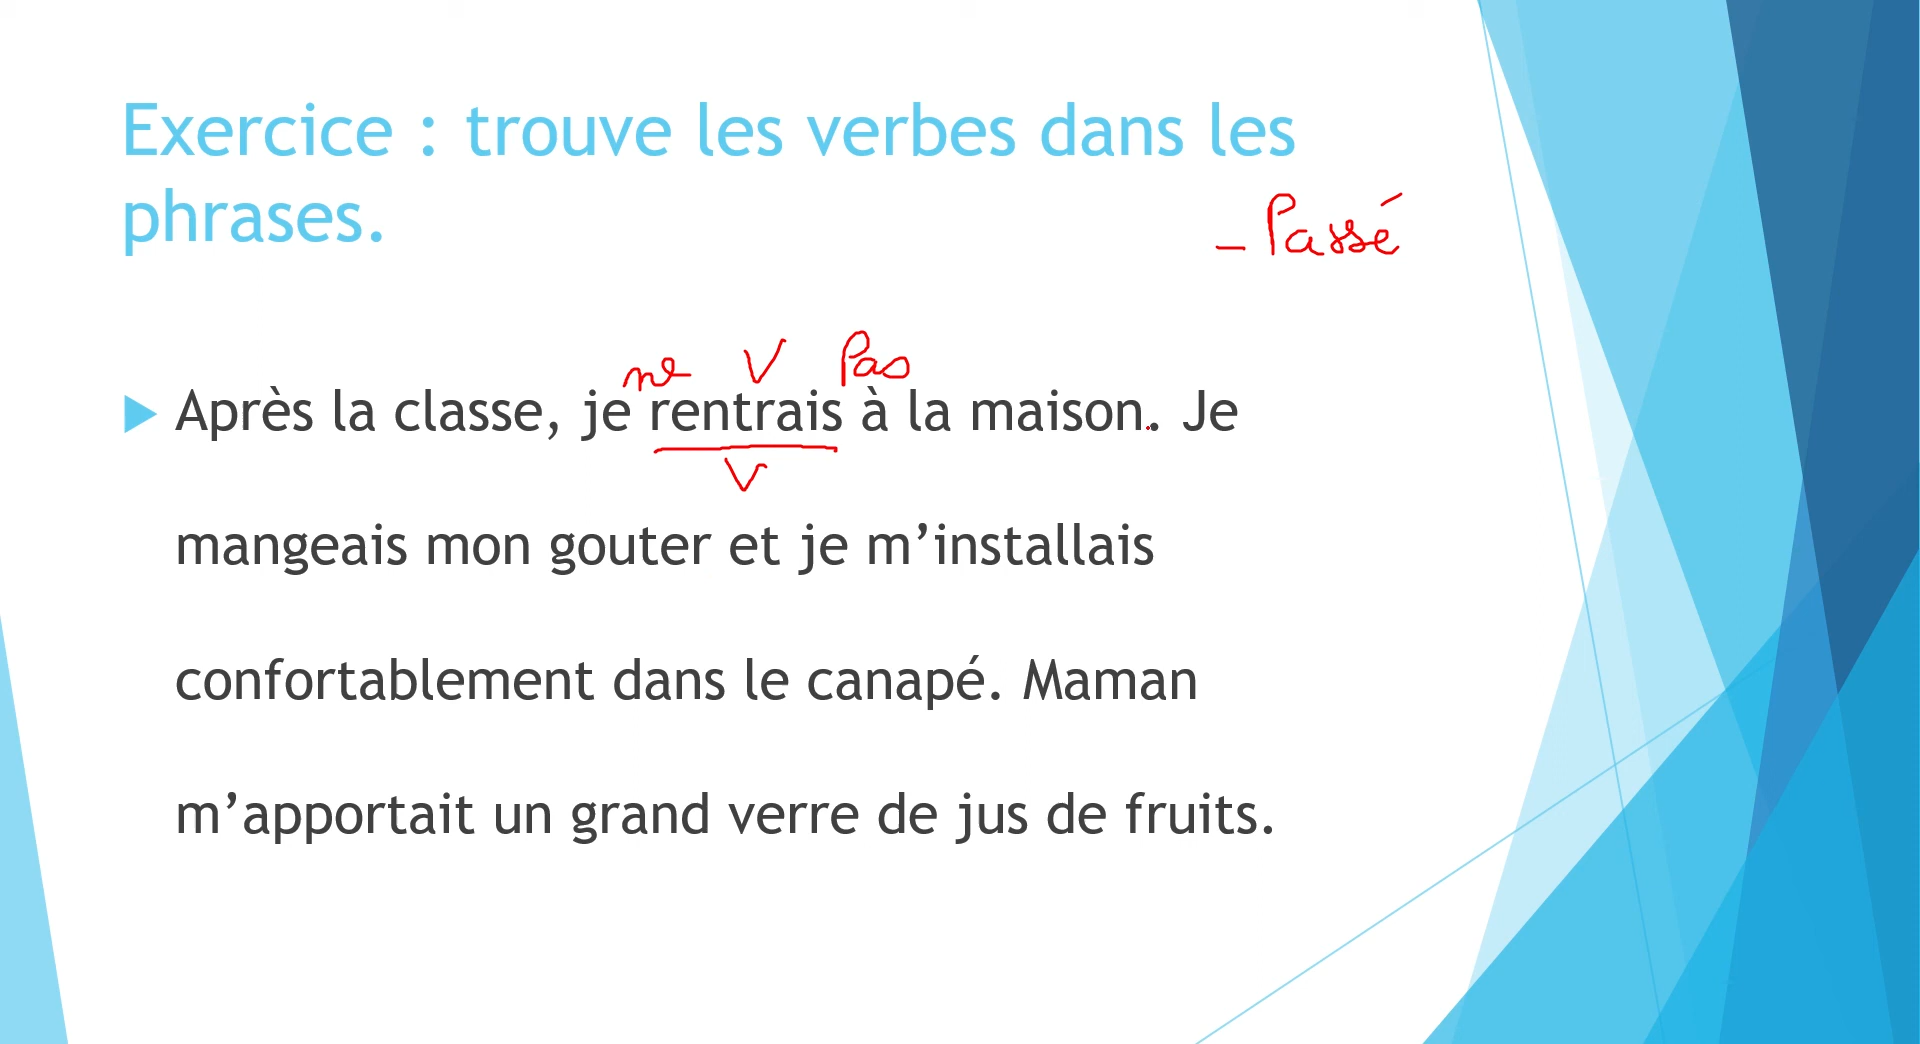 Exercice : trouve les verbes dans les
phrases.
– Passé
ne V Pas
Après la classe, je rentrais à la maison. Je
V
mangeais mon gouter et je m’installais
confortablement dans le canapé. Maman
m’apportait un grand verre de jus de fruits.